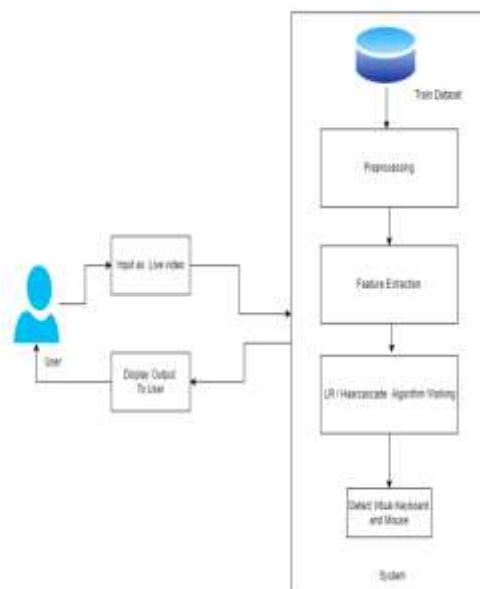 Train Dataset
Preprocessing
Input as Live video
Feature Extraction
User
Display Output
To User
LR / Haarcascade Algorithm Working
Detect Vitual Keyboard
and Mouse
System